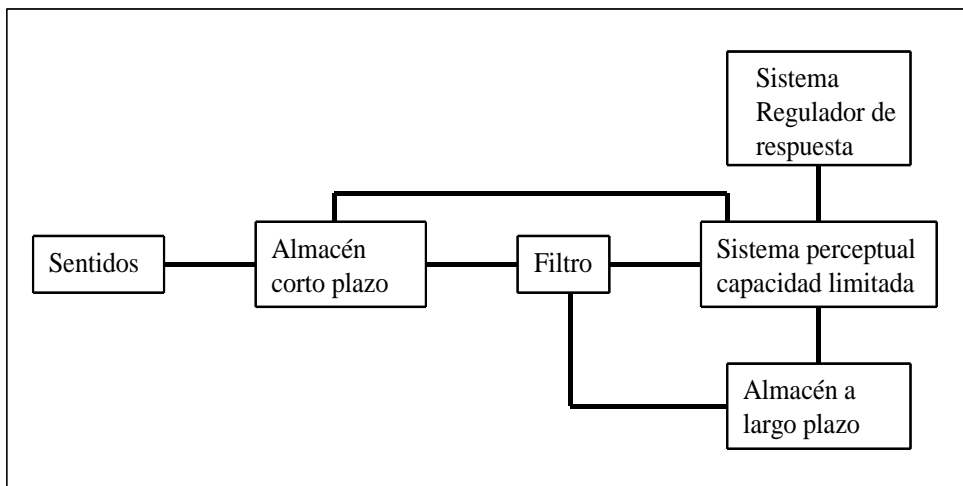 Sistema
Regulador de
respuesta
Sentidos
Almacén
corto plazo
Filtro
Sistema perceptual
capacidad limitada
Almacén a
largo plazo